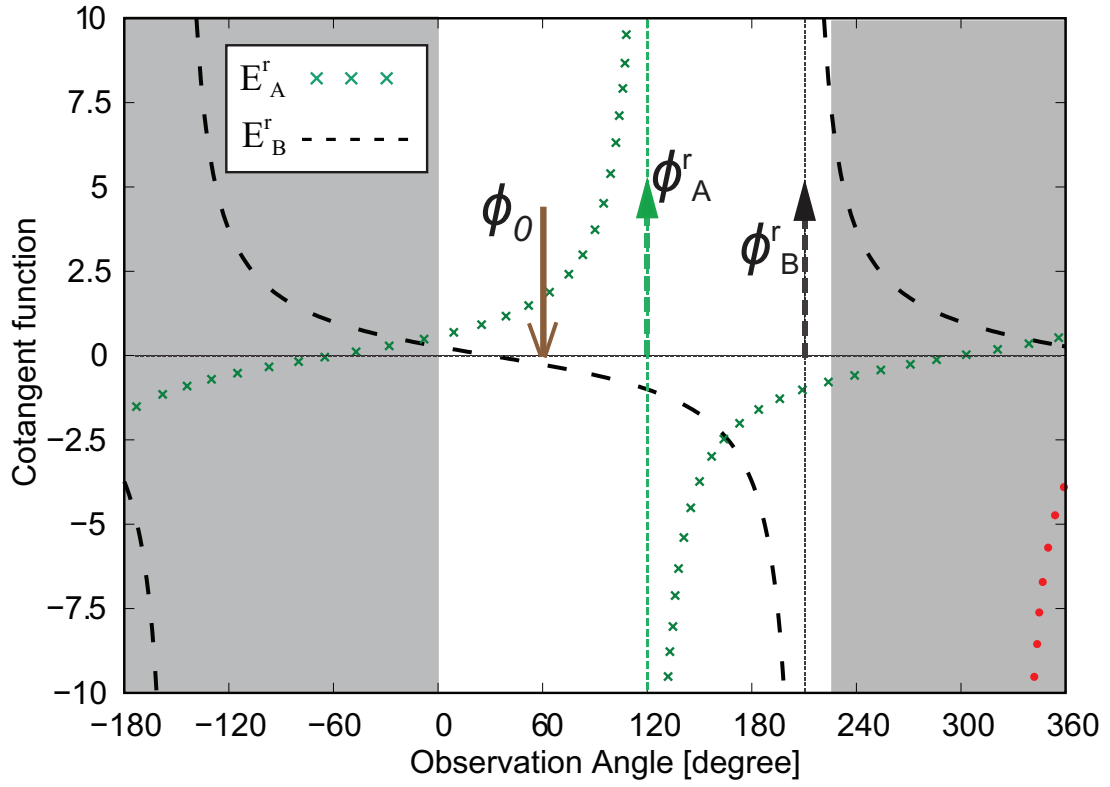 10
7.5
5
2.5
0
−2.5
−5
−7.5
−10
Cotangent function
E^r_A
E^r_B
ϕ_0
ϕ^r_A
ϕ^r_B
−180 −120 −60 0 60 120 180 240 300 360
Observation Angle [degree]